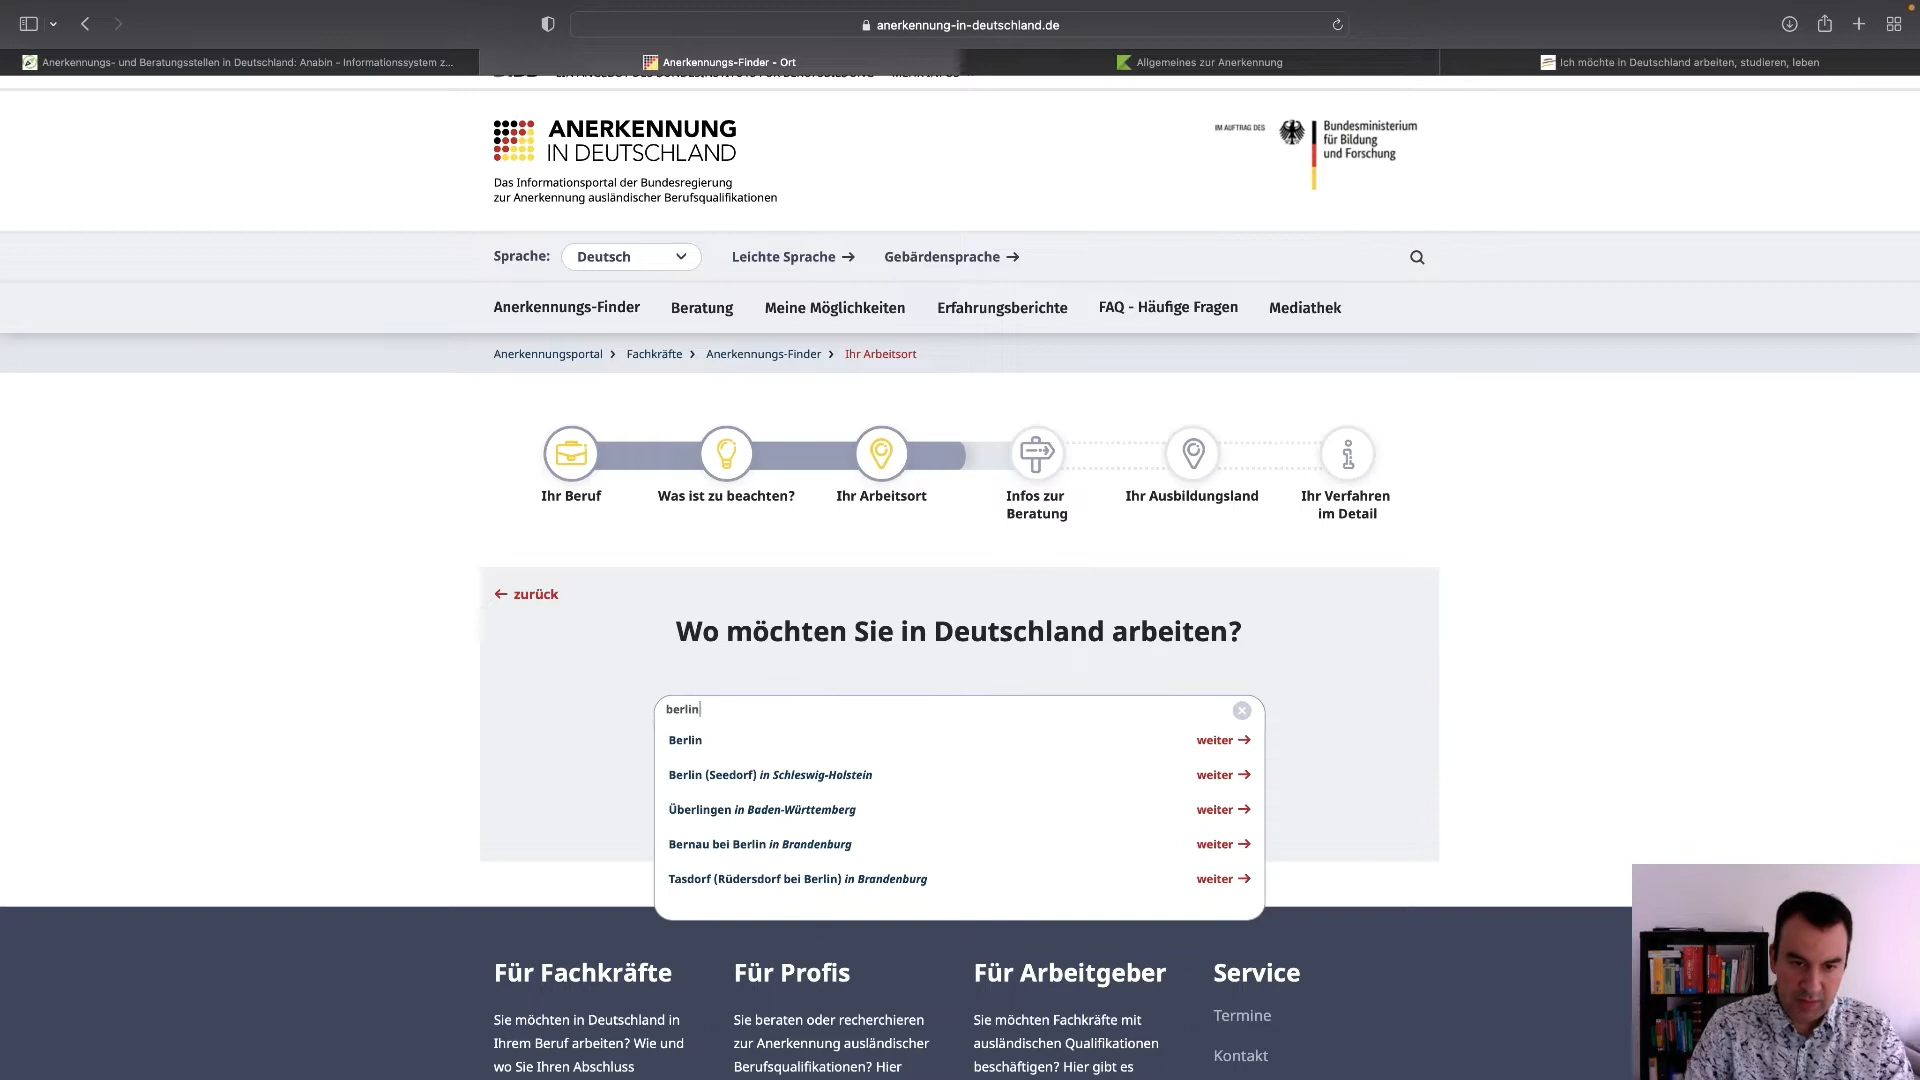 anerkennung-in-deutschland.de
Anerkennungs- und Beratungsstellen in Deutschland: Anabin - Informationssystem z...
Anerkennungs-Finder - Ort
Allgemeines zur Anerkennung
Ich möchte in Deutschland arbeiten, studieren, leben
ANERKENNUNG
IN DEUTSCHLAND
Das Informationsportal der Bundesregierung
zur Anerkennung ausländischer Berufsqualifikationen
IM AUFTRAG DES
Bundesministerium
für Bildung
und Forschung
Sprache:
Deutsch
Leichte Sprache →
Gebärdensprache →
Anerkennungs-Finder
Beratung
Meine Möglichkeiten
Erfahrungsberichte
FAQ - Häufige Fragen
Mediathek
Anerkennungsportal > Fachkräfte > Anerkennungs-Finder > Ihr Arbeitsort
Ihr Beruf
Was ist zu beachten?
Ihr Arbeitsort
Infos zur
Beratung
Ihr Ausbildungsland
Ihr Verfahren
im Detail
← zurück
Wo möchten Sie in Deutschland arbeiten?
berlin
Berlin
weiter →
Berlin (Seedorf) in Schleswig-Holstein
weiter →
Überlingen in Baden-Württemberg
weiter →
Bernau bei Berlin in Brandenburg
weiter →
Tasdorf (Rüdersdorf bei Berlin) in Brandenburg
weiter →
Für Fachkräfte
Sie möchten in Deutschland in
Ihrem Beruf arbeiten? Wie und
wo Sie Ihren Abschluss
Für Profis
Sie beraten oder recherchieren
zur Anerkennung ausländischer
Berufsqualifikationen? Hier
Für Arbeitgeber
Sie möchten Fachkräfte mit
ausländischen Qualifikationen
beschäftigen? Hier gibt es
Service
Termine
Kontakt